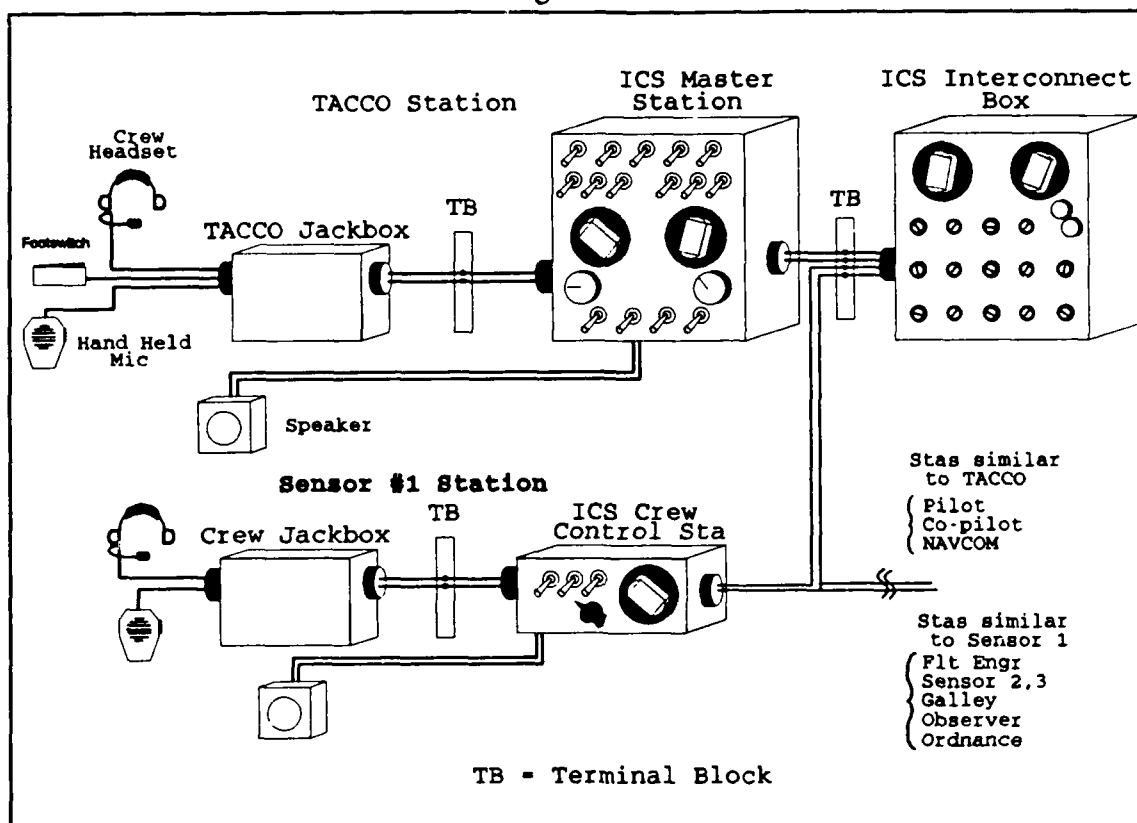 TACCO Station
ICS Master
Station
ICS Interconnect
Box
Crew
Headset
TB
TB
TACCO Jackbox
Footswitch
Hand Held
Mic
Speaker
Sensor #1 Station
TB
Crew Jackbox
ICS Crew
Control Sta
Stas similar
to TACCO
Pilot
Co-pilot
NAVCOM
Stas similar
to Sensor 1
Flt Engr
Sensor 2,3
Galley
Observer
Ordnance
TB = Terminal Block